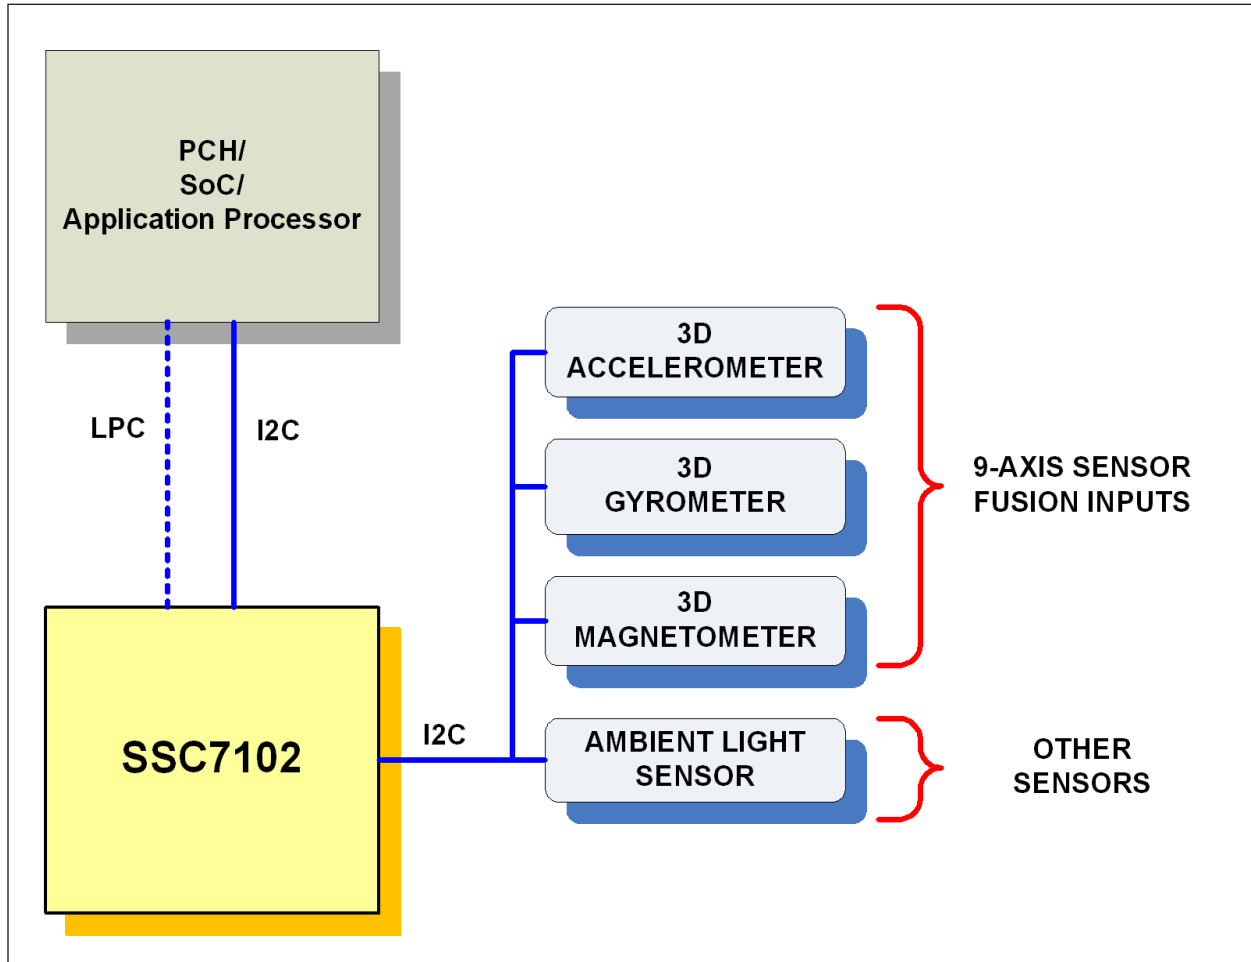 PCH/
SoC/
Application Processor
LPC
I2C
SSC7102
I2C
3D
ACCELEROMETER
3D
GYROMETER
3D
MAGNETOMETER
AMBIENT LIGHT
SENSOR
9-AXIS SENSOR
FUSION INPUTS
OTHER
SENSORS